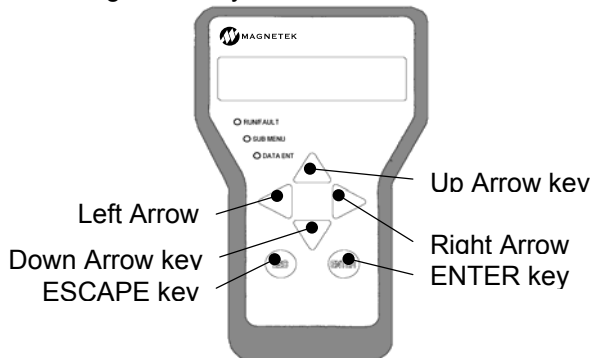 MAGNETEK
RUN/FAULT
SUB MENU
DATA ENT
Up Arrow key
Left Arrow
Right Arrow
Down Arrow key
ENTER key
ESCAPE key